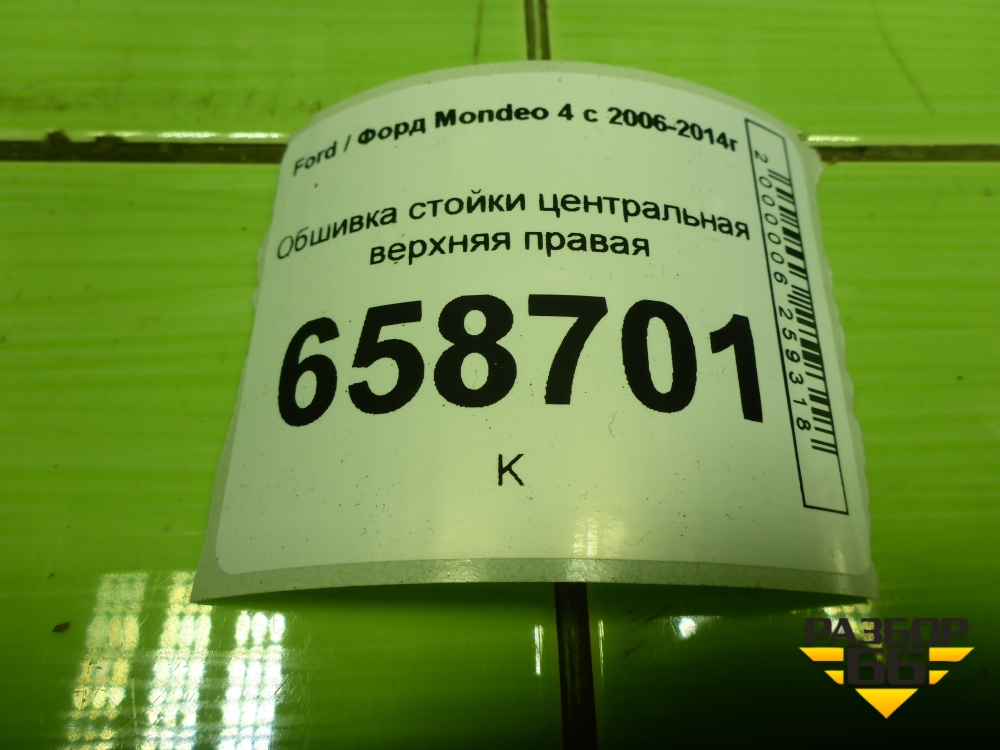 Ford / Форд Mondeo 4 с 2006-2014г
Обшивка стойки центральная
верхняя правая
658701
К
2000006259318
РАЗБОР
66